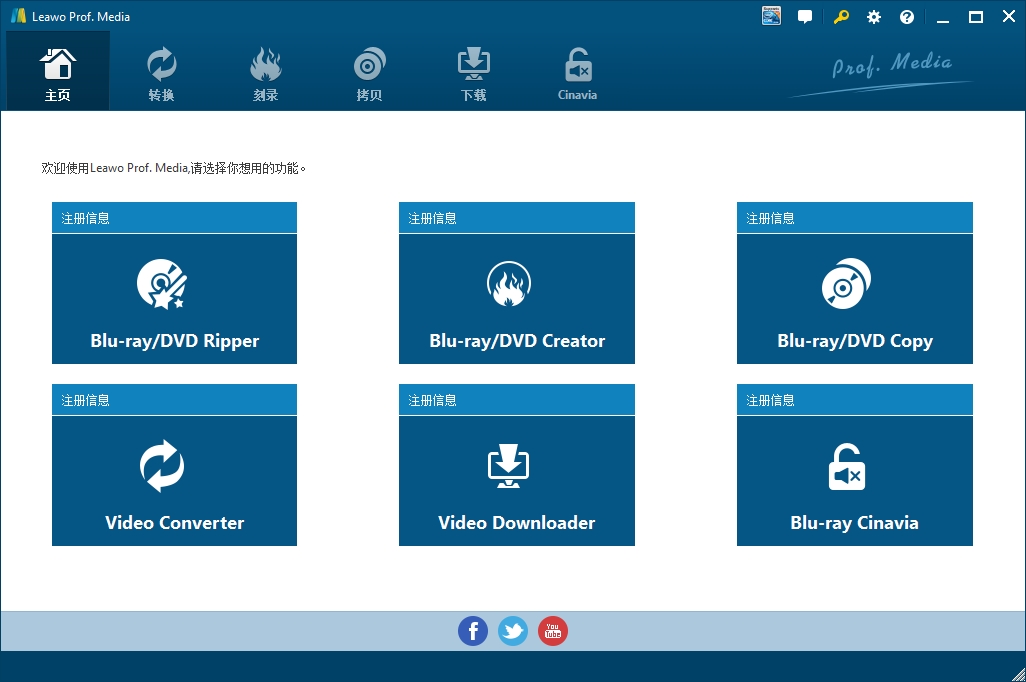 Leawo Prof. Media
主页
转换
刻录
拷贝
下载
Cinavia
Prof. Media
欢迎使用Leawo Prof. Media,请选择你想用的功能。
注册信息
注册信息
注册信息
Blu-ray/DVD Ripper
Blu-ray/DVD Creator
Blu-ray/DVD Copy
注册信息
注册信息
注册信息
Video Converter
Video Downloader
Blu-ray Cinavia
You
Tube